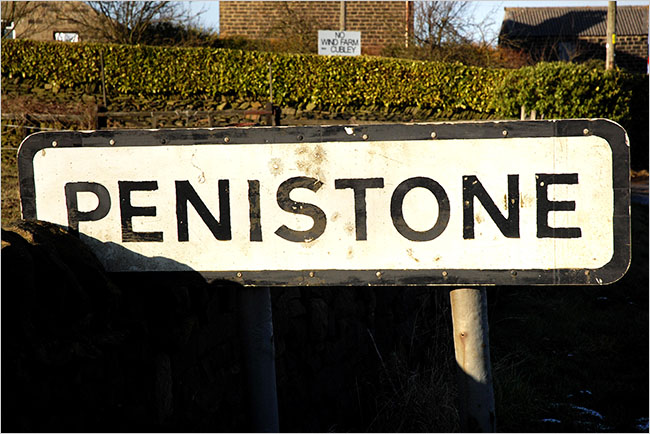 NO
WIND FARM
CUBLEY
PENISTONE